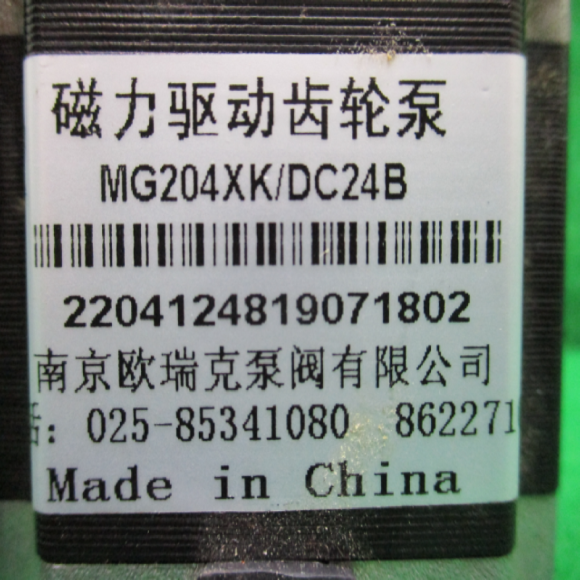 磁力驱动齿轮泵
MG204XK/DC24B
2204124819071802
南京欧瑞克泵阀有限公司
话：025-85341080 862271
Made in China